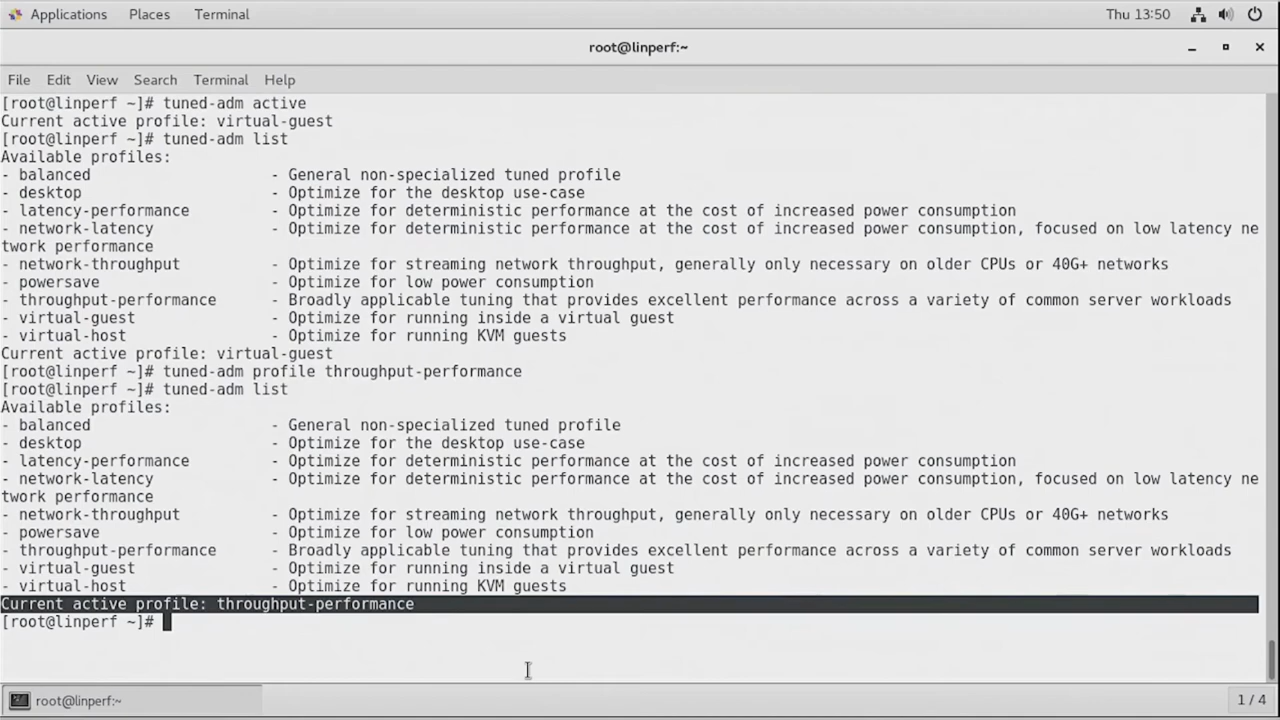 Applications Places Terminal Thu 13:50
root@linperf:~
File Edit View Search Terminal Help
[root@linperf ~]# tuned-adm active
Current active profile: virtual-guest
[root@linperf ~]# tuned-adm list
Available profiles:
- balanced - General non-specialized tuned profile
- desktop - Optimize for the desktop use-case
- latency-performance - Optimize for deterministic performance at the cost of increased power consumption
- network-latency - Optimize for deterministic performance at the cost of increased power consumption, focused on low latency ne
twork performance
- network-throughput - Optimize for streaming network throughput, generally only necessary on older CPUs or 40G+ networks
- powersave - Optimize for low power consumption
- throughput-performance - Broadly applicable tuning that provides excellent performance across a variety of common server workloads
- virtual-guest - Optimize for running inside a virtual guest
- virtual-host - Optimize for running KVM guests
Current active profile: virtual-guest
[root@linperf ~]# tuned-adm profile throughput-performance
[root@linperf ~]# tuned-adm list
Available profiles:
- balanced - General non-specialized tuned profile
- desktop - Optimize for the desktop use-case
- latency-performance - Optimize for deterministic performance at the cost of increased power consumption
- network-latency - Optimize for deterministic performance at the cost of increased power consumption, focused on low latency ne
twork performance
- network-throughput - Optimize for streaming network throughput, generally only necessary on older CPUs or 40G+ networks
- powersave - Optimize for low power consumption
- throughput-performance - Broadly applicable tuning that provides excellent performance across a variety of common server workloads
- virtual-guest - Optimize for running inside a virtual guest
- virtual-host - Optimize for running KVM guests
Current active profile: throughput-performance
[root@linperf ~]#
root@linperf:~ 1 / 4